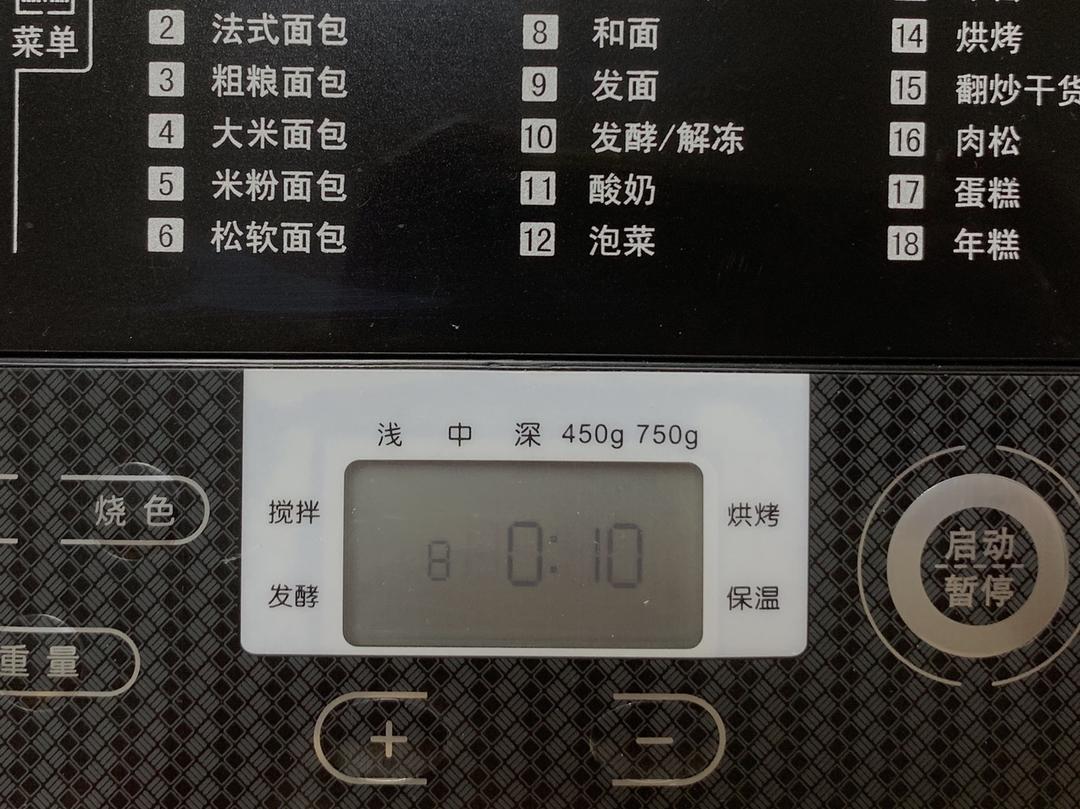 菜单
2 法式面包
3 粗粮面包
4 大米面包
5 米粉面包
6 松软面包
8 和面
9 发面
10 发酵/解冻
11 酸奶
12 泡菜
14 烘烤
15 翻炒干货
16 肉松
17 蛋糕
18 年糕
浅 中 深 450g 750g
搅拌 烘烤
8 0:10
发酵 保温
烧色
重量
启动
暂停
+ −